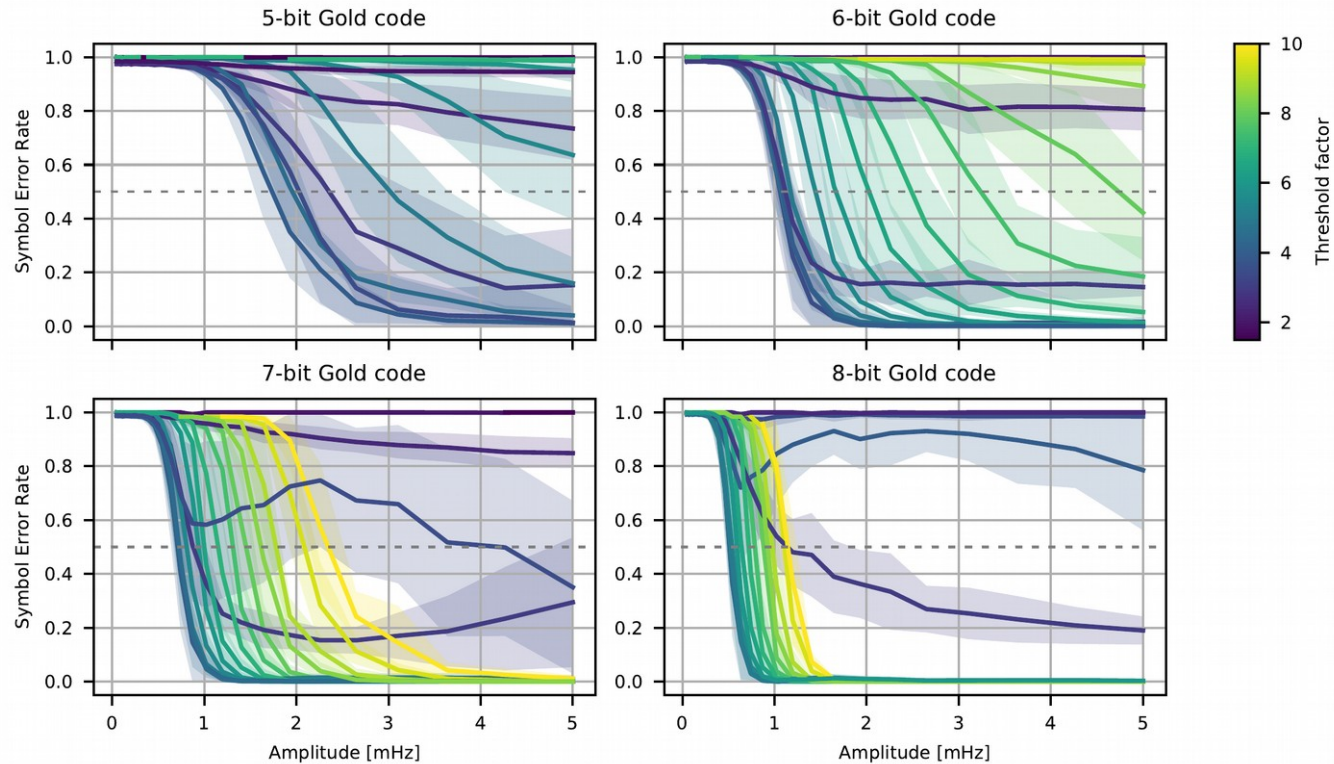 5-bit Gold code
6-bit Gold code
Symbol Error Rate
1.0
0.8
0.6
0.4
0.2
0.0
10
8
6
4
2
Threshold factor
7-bit Gold code
8-bit Gold code
Symbol Error Rate
1.0
0.8
0.6
0.4
0.2
0.0
0 1 2 3 4 5
0 1 2 3 4 5
Amplitude [mHz]
Amplitude [mHz]
1.0
0.8
0.6
0.4
0.2
0.0
1.0
0.8
0.6
0.4
0.2
0.0